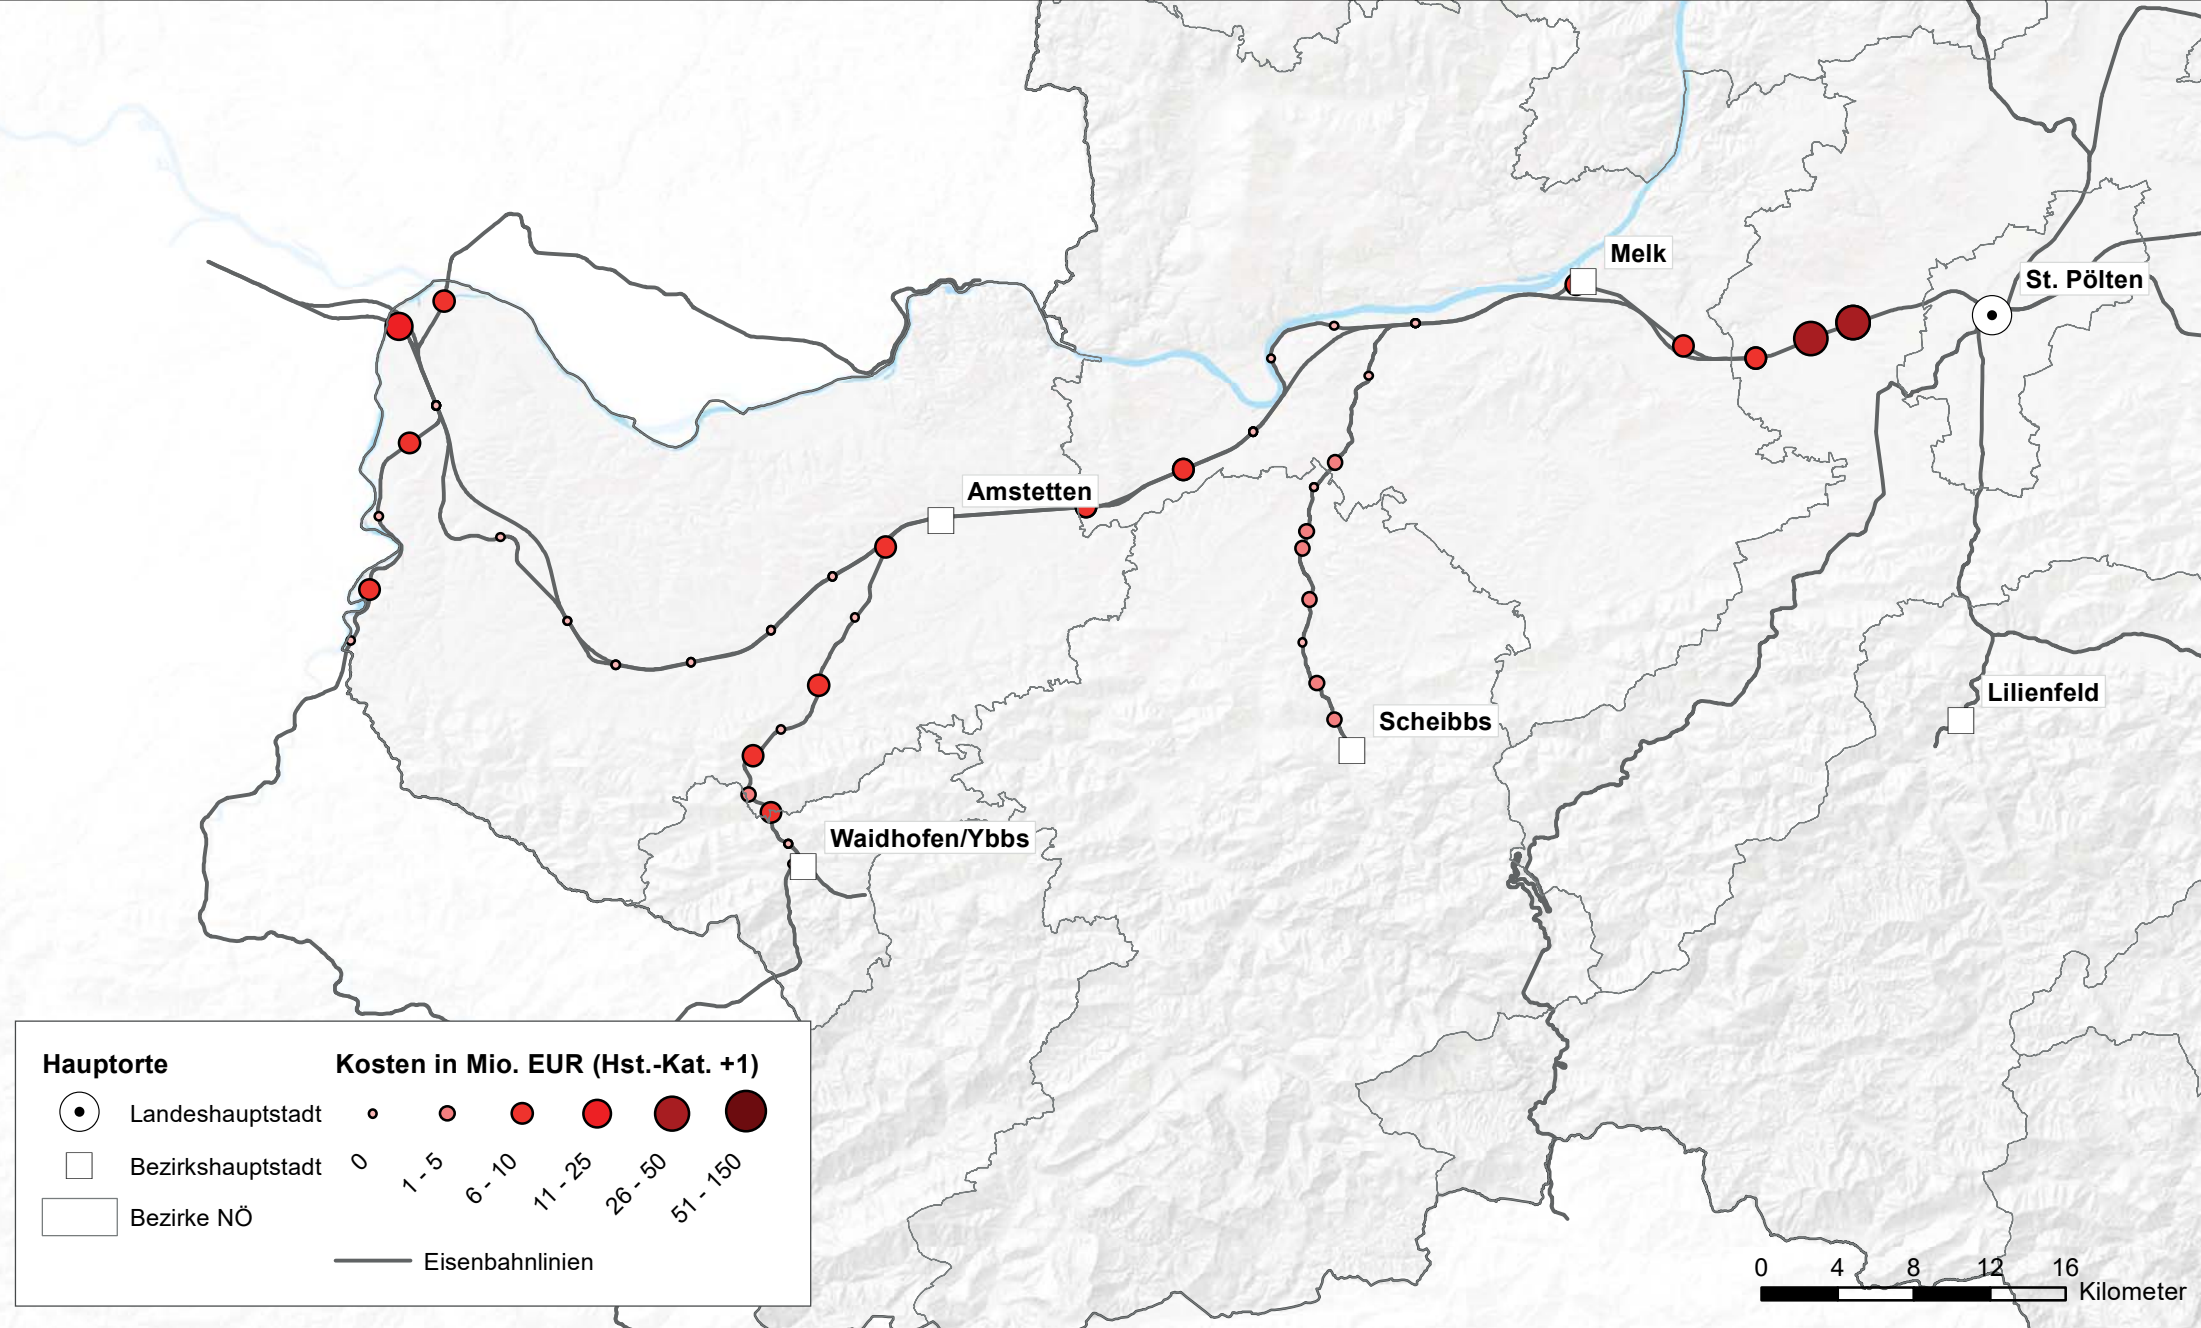 Melk
St. Pölten
Amstetten
Lilienfeld
Scheibbs
Waidhofen/Ybbs
Hauptorte
Landeshauptstadt
Bezirkshauptstadt
Bezirke NÖ
Kosten in Mio. EUR (Hst.-Kat. +1)
0
1 - 5
6 - 10
11 - 25
26 - 50
51 - 150
Eisenbahnlinien
0 4 8 12 16
Kilometer